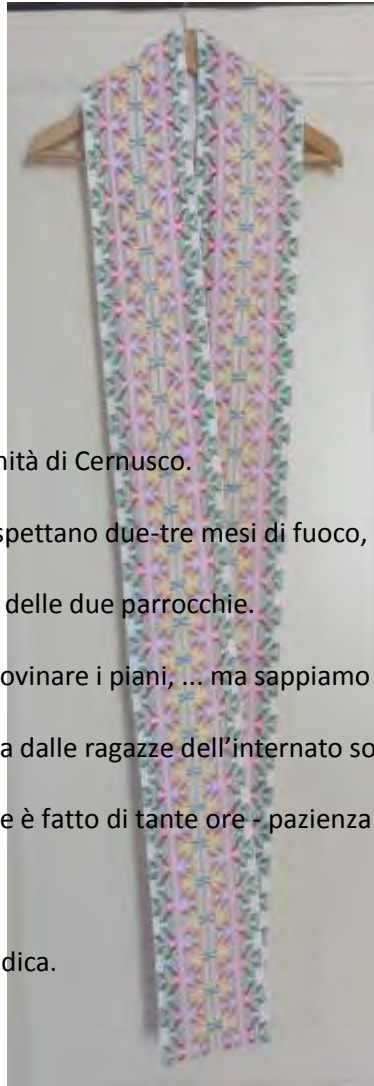 nità di Cernusco.
spettano due-tre mesi di fuoco,
delle due parrocchie.
ovinare i piani, ... ma sappiamo
a dalle ragazze dell'internato so
e è fatto di tante ore - pazienza
dica.